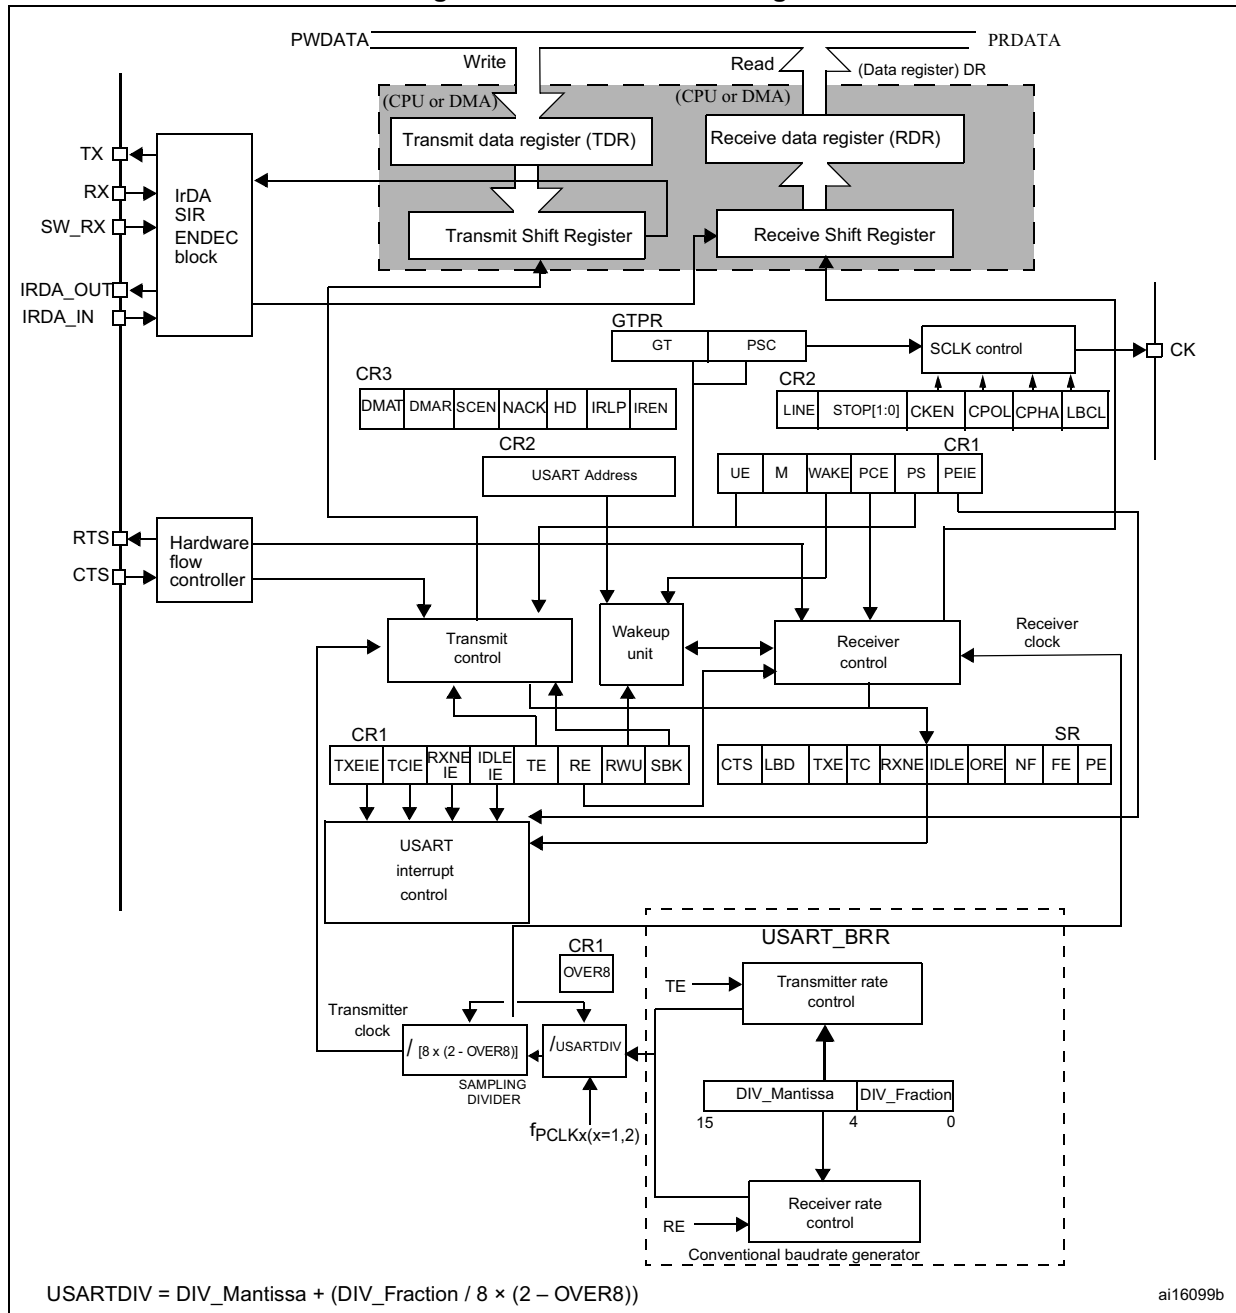 PWDATA
PRDATA
Write
Read
(Data register) DR
(CPU or DMA)
(CPU or DMA)
Transmit data register (TDR)
Receive data register (RDR)
TX
RX
SW_RX
IRDA_OUT
IRDA_IN
IrDA
SIR
ENDEC
block
Transmit Shift Register
Receive Shift Register
GTPR
GT
PSC
SCLK control
CK
CR3
DMAT
DMAR
SCEN
NACK
HD
IRLP
IREN
CR2
LINE
STOP[1:0]
CKEN
CPOL
CPHA
LBCL
CR2
USART Address
CR1
UE
M
WAKE
PCE
PS
PEIE
RTS
CTS
Hardware
flow
controller
Transmit
control
Wakeup
unit
Receiver
control
Receiver
clock
CR1
TXEIE
TCIE
RXNE
IE
IDLE
IE
TE
RE
RWU
SBK
SR
CTS
LBD
TXE
TC
RXNE
IDLE
ORE
NF
FE
PE
USART
interrupt
control
CR1
OVER8
USART_BRR
TE
Transmitter rate
control
Transmitter
clock
/ [8 x (2 - OVER8)]
SAMPLING
DIVIDER
/USARTDIV
fPCLKx(x=1,2)
DIV_Mantissa
DIV_Fraction
15
4
0
RE
Receiver rate
control
Conventional baudrate generator
USARTDIV = DIV_Mantissa + (DIV_Fraction / 8 × (2 – OVER8))
ai16099b